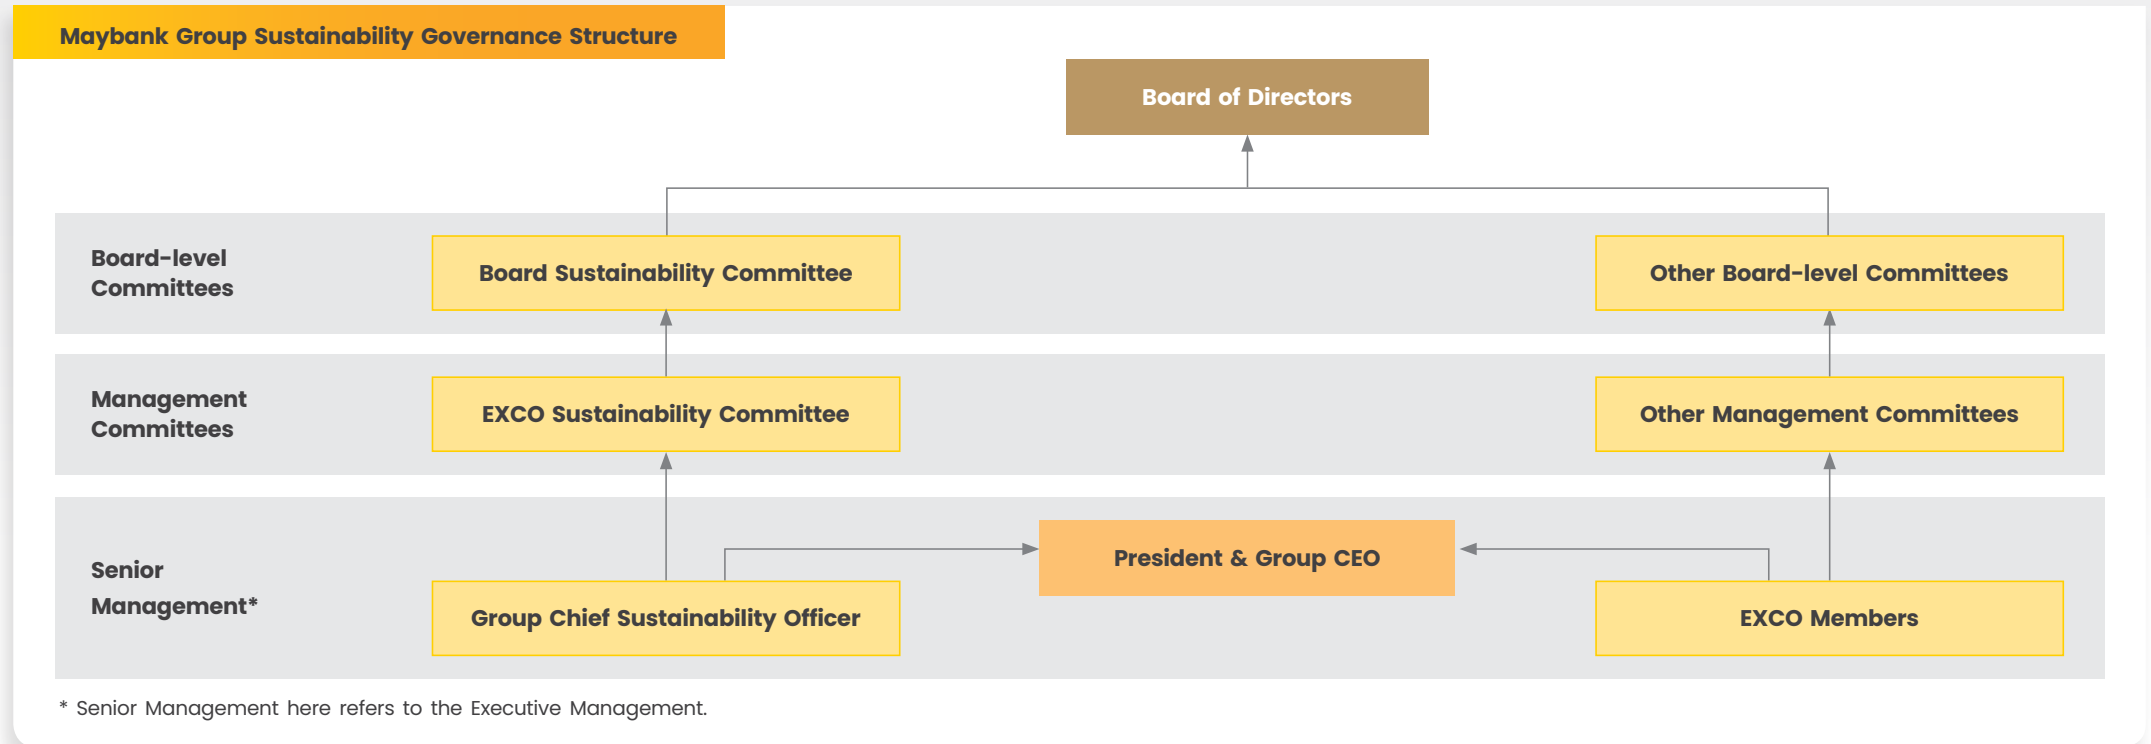 Maybank Group Sustainability Governance Structure
Board of Directors
Board-level
Committees
Board Sustainability Committee
Other Board-level Committees
Management
Committees
EXCO Sustainability Committee
Other Management Committees
Senior
Management*
President & Group CEO
Group Chief Sustainability Officer
EXCO Members
* Senior Management here refers to the Executive Management.